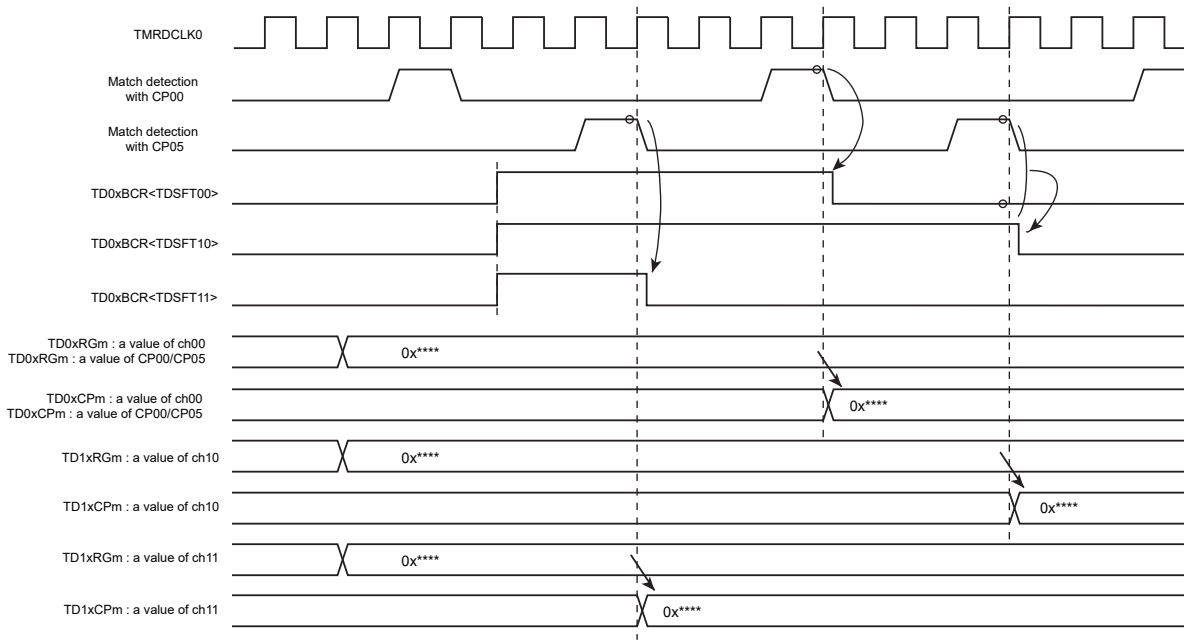 TMRDCLK0
Match detection
with CP00
Match detection
with CP05
TD0xBCR<TDSFT00>
TD0xBCR<TDSFT10>
TD0xBCR<TDSFT11>
TD0xRGm : a value of ch00
TD0xRGm : a value of CP00/CP05
0x****
TD0xCPm : a value of ch00
TD0xCPm : a value of CP00/CP05
0x****
TD1xRGm : a value of ch10
0x****
TD1xCPm : a value of ch10
0x****
TD1xRGm : a value of ch11
0x****
TD1xCPm : a value of ch11
0x****